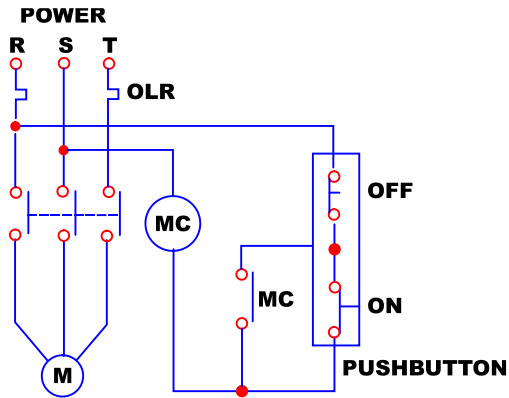 POWER
R S T
OLR
OFF
MC
MC
ON
PUSHBUTTON
M